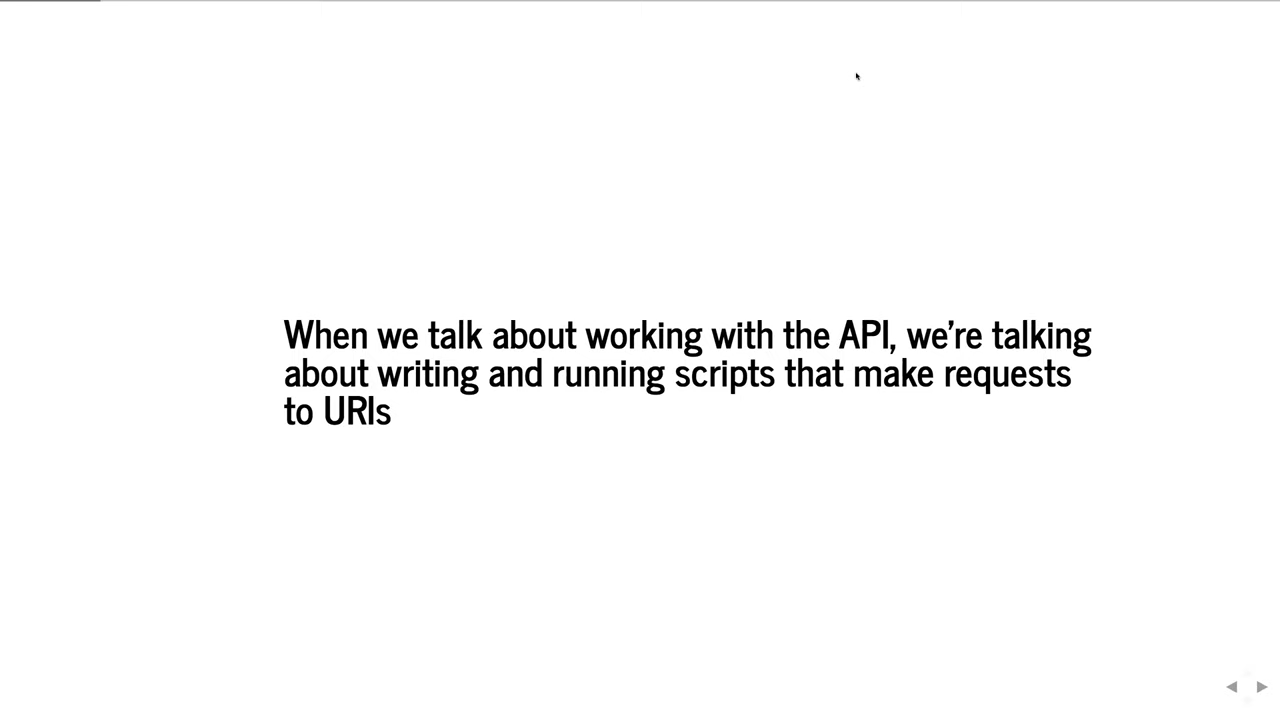 When we talk about working with the API, we’re talking
about writing and running scripts that make requests
to URIs